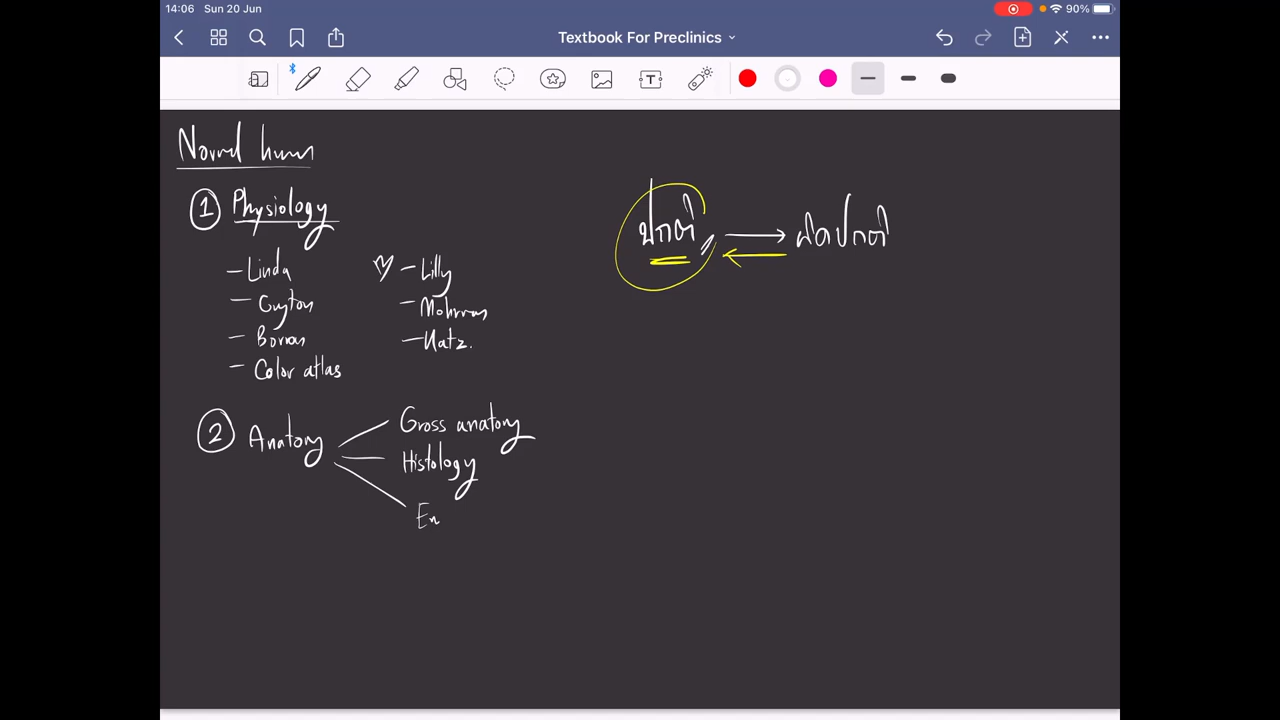 14:06 Sun 20 Jun 90%
Textbook For Preclinics
Normal human
1 Physiology
- Linda
- Guyton
- Boron
- Color atlas
- Lilly
- Mohrman
- Katz.
2 Anatomy
Gross anatomy
Histology
Em
ปกติ, → ผิดปกติ